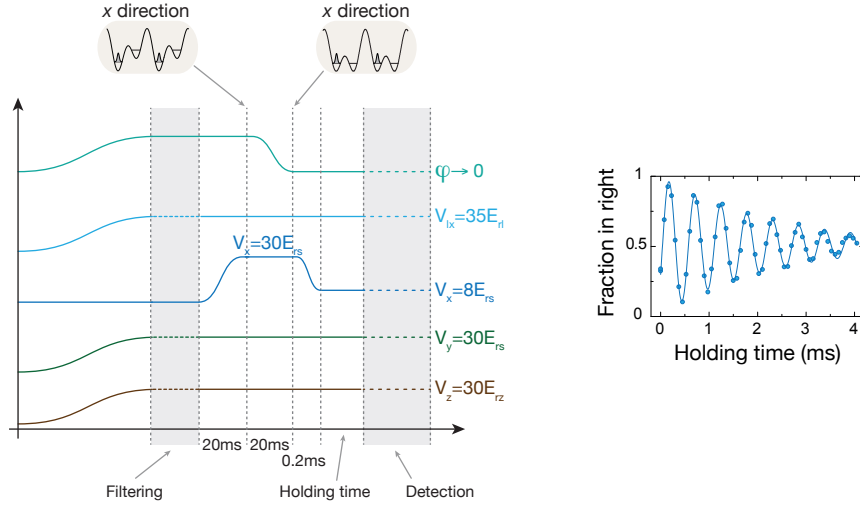 x direction
x direction
φ→ 0
V_lx=35E_rl
V_x=30E_rs
V_x=8E_rs
V_y=30E_rs
V_z=30E_rz
20ms
20ms
0.2ms
Filtering
Holding time
Detection
Fraction in right
1
0.5
0
0
1
2
3
4
Holding time (ms)